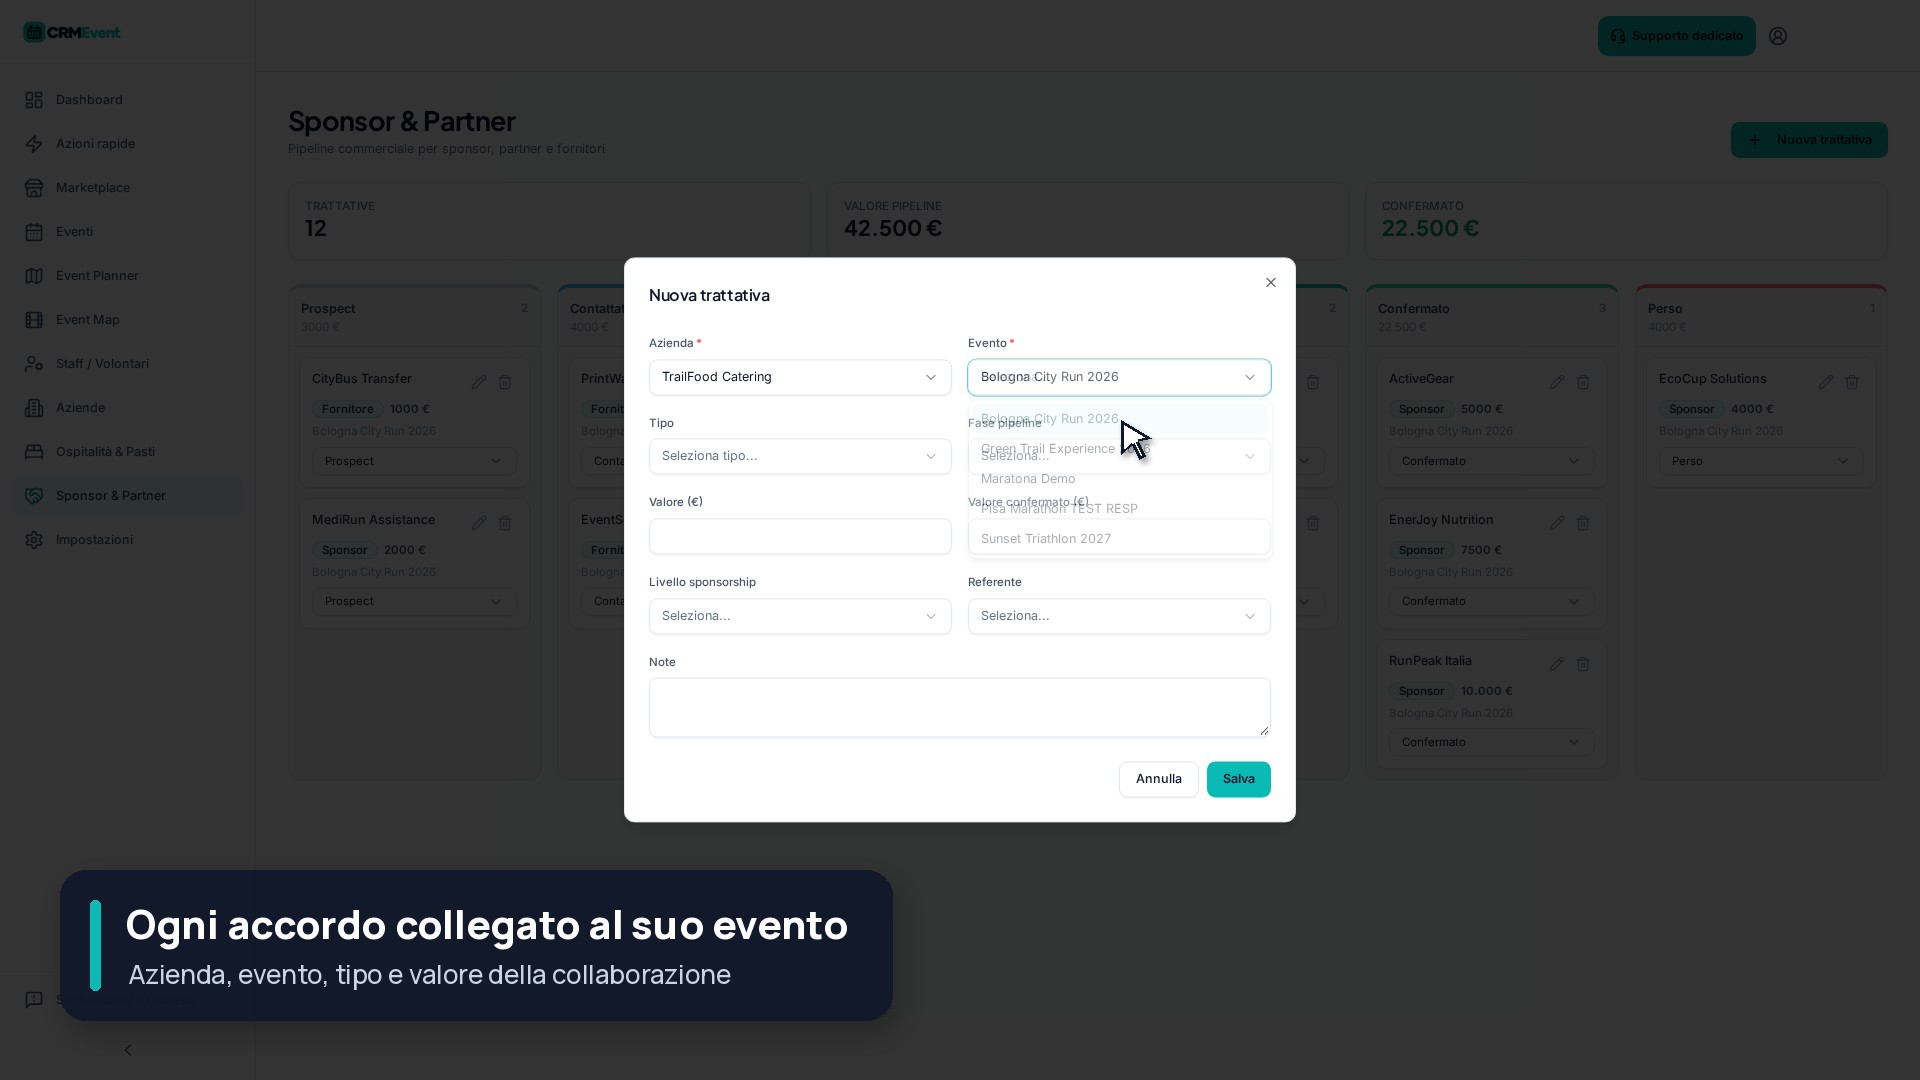 CRMEvent
Supporto dedicato
Dashboard
Azioni rapide
Marketplace
Eventi
Event Planner
Event Map
Staff / Volontari
Aziende
Ospitalità & Pasti
Sponsor & Partner
Impostazioni
Sponsor & Partner
Pipeline commerciale per sponsor, partner e fornitori
Nuova trattativa
TRATTATIVE
12
VALORE PIPELINE
42.500 €
CONFERMATO
22.500 €
Prospect 2
3000 €
CityBus Transfer
Fornitore 1000 €
Bologna City Run 2026
Prospect
MediRun Assistance
Sponsor 2000 €
Bologna City Run 2026
Prospect
4000 €
2
Confermato 3
22.500 €
ActiveGear
Sponsor 5000 €
Bologna City Run 2026
Confermato
EnerJoy Nutrition
Sponsor 7500 €
Bologna City Run 2026
Confermato
RunPeak Italia
Sponsor 10.000 €
Bologna City Run 2026
Confermato
Perso 1
4000 €
EcoCup Solutions
Sponsor 4000 €
Bologna City Run 2026
Perso
Nuova trattativa
Azienda *
TrailFood Catering
Evento *
Bologna City Run 2026
Bologna City Run 2026
Green Trail Experience
Maratona Demo
Pisa Marathon TEST RESP
Sunset Triathlon 2027
Tipo
Seleziona tipo...
Fase pipeline
Seleziona...
Valore (€)
Valore confermato (€)
Livello sponsorship
Seleziona...
Referente
Seleziona...
Note
Annulla
Salva
Ogni accordo collegato al suo evento
Azienda, evento, tipo e valore della collaborazione